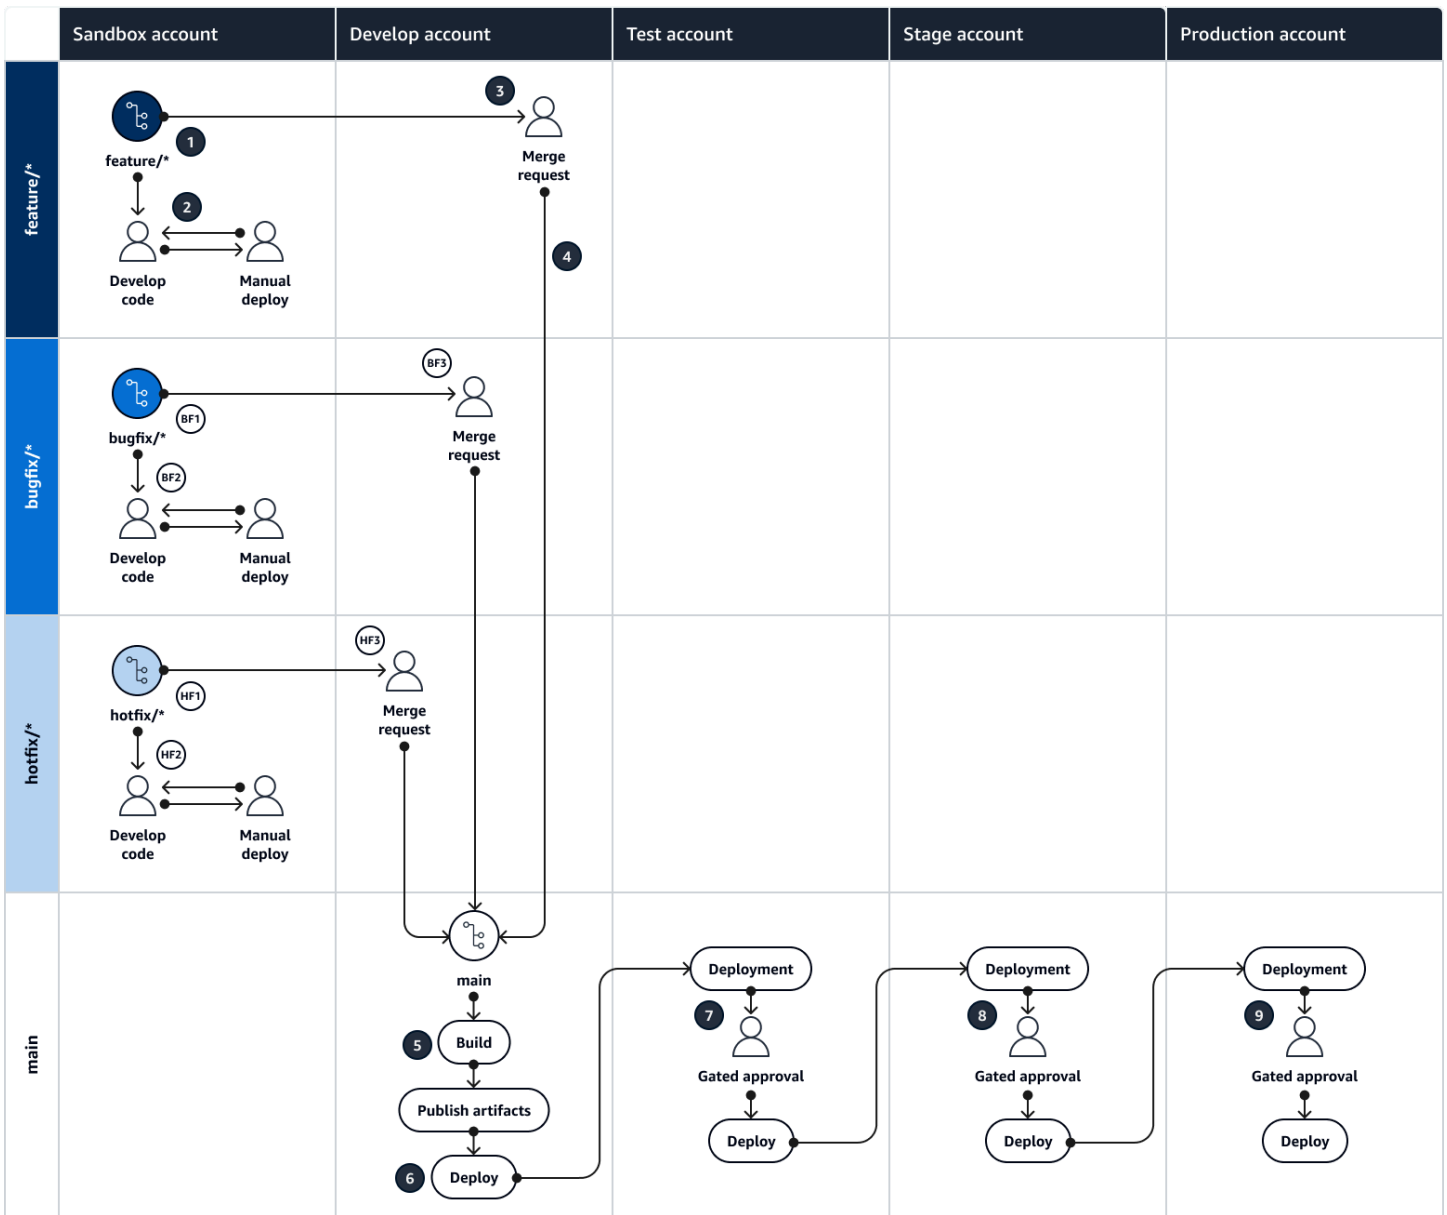 Sandbox account
Develop account
Test account
Stage account
Production account
feature/*
3
1
feature/*
Merge
request
2
4
Develop
code
Manual
deploy
bugfix/*
BF3
BF1
bugfix/*
Merge
request
BF2
Develop
code
Manual
deploy
hotfix/*
HF3
HF1
hotfix/*
Merge
request
HF2
Develop
code
Manual
deploy
main
main
5
Build
Publish artifacts
6
Deploy
Deployment
7
Gated approval
Deploy
Deployment
8
Gated approval
Deploy
Deployment
9
Gated approval
Deploy